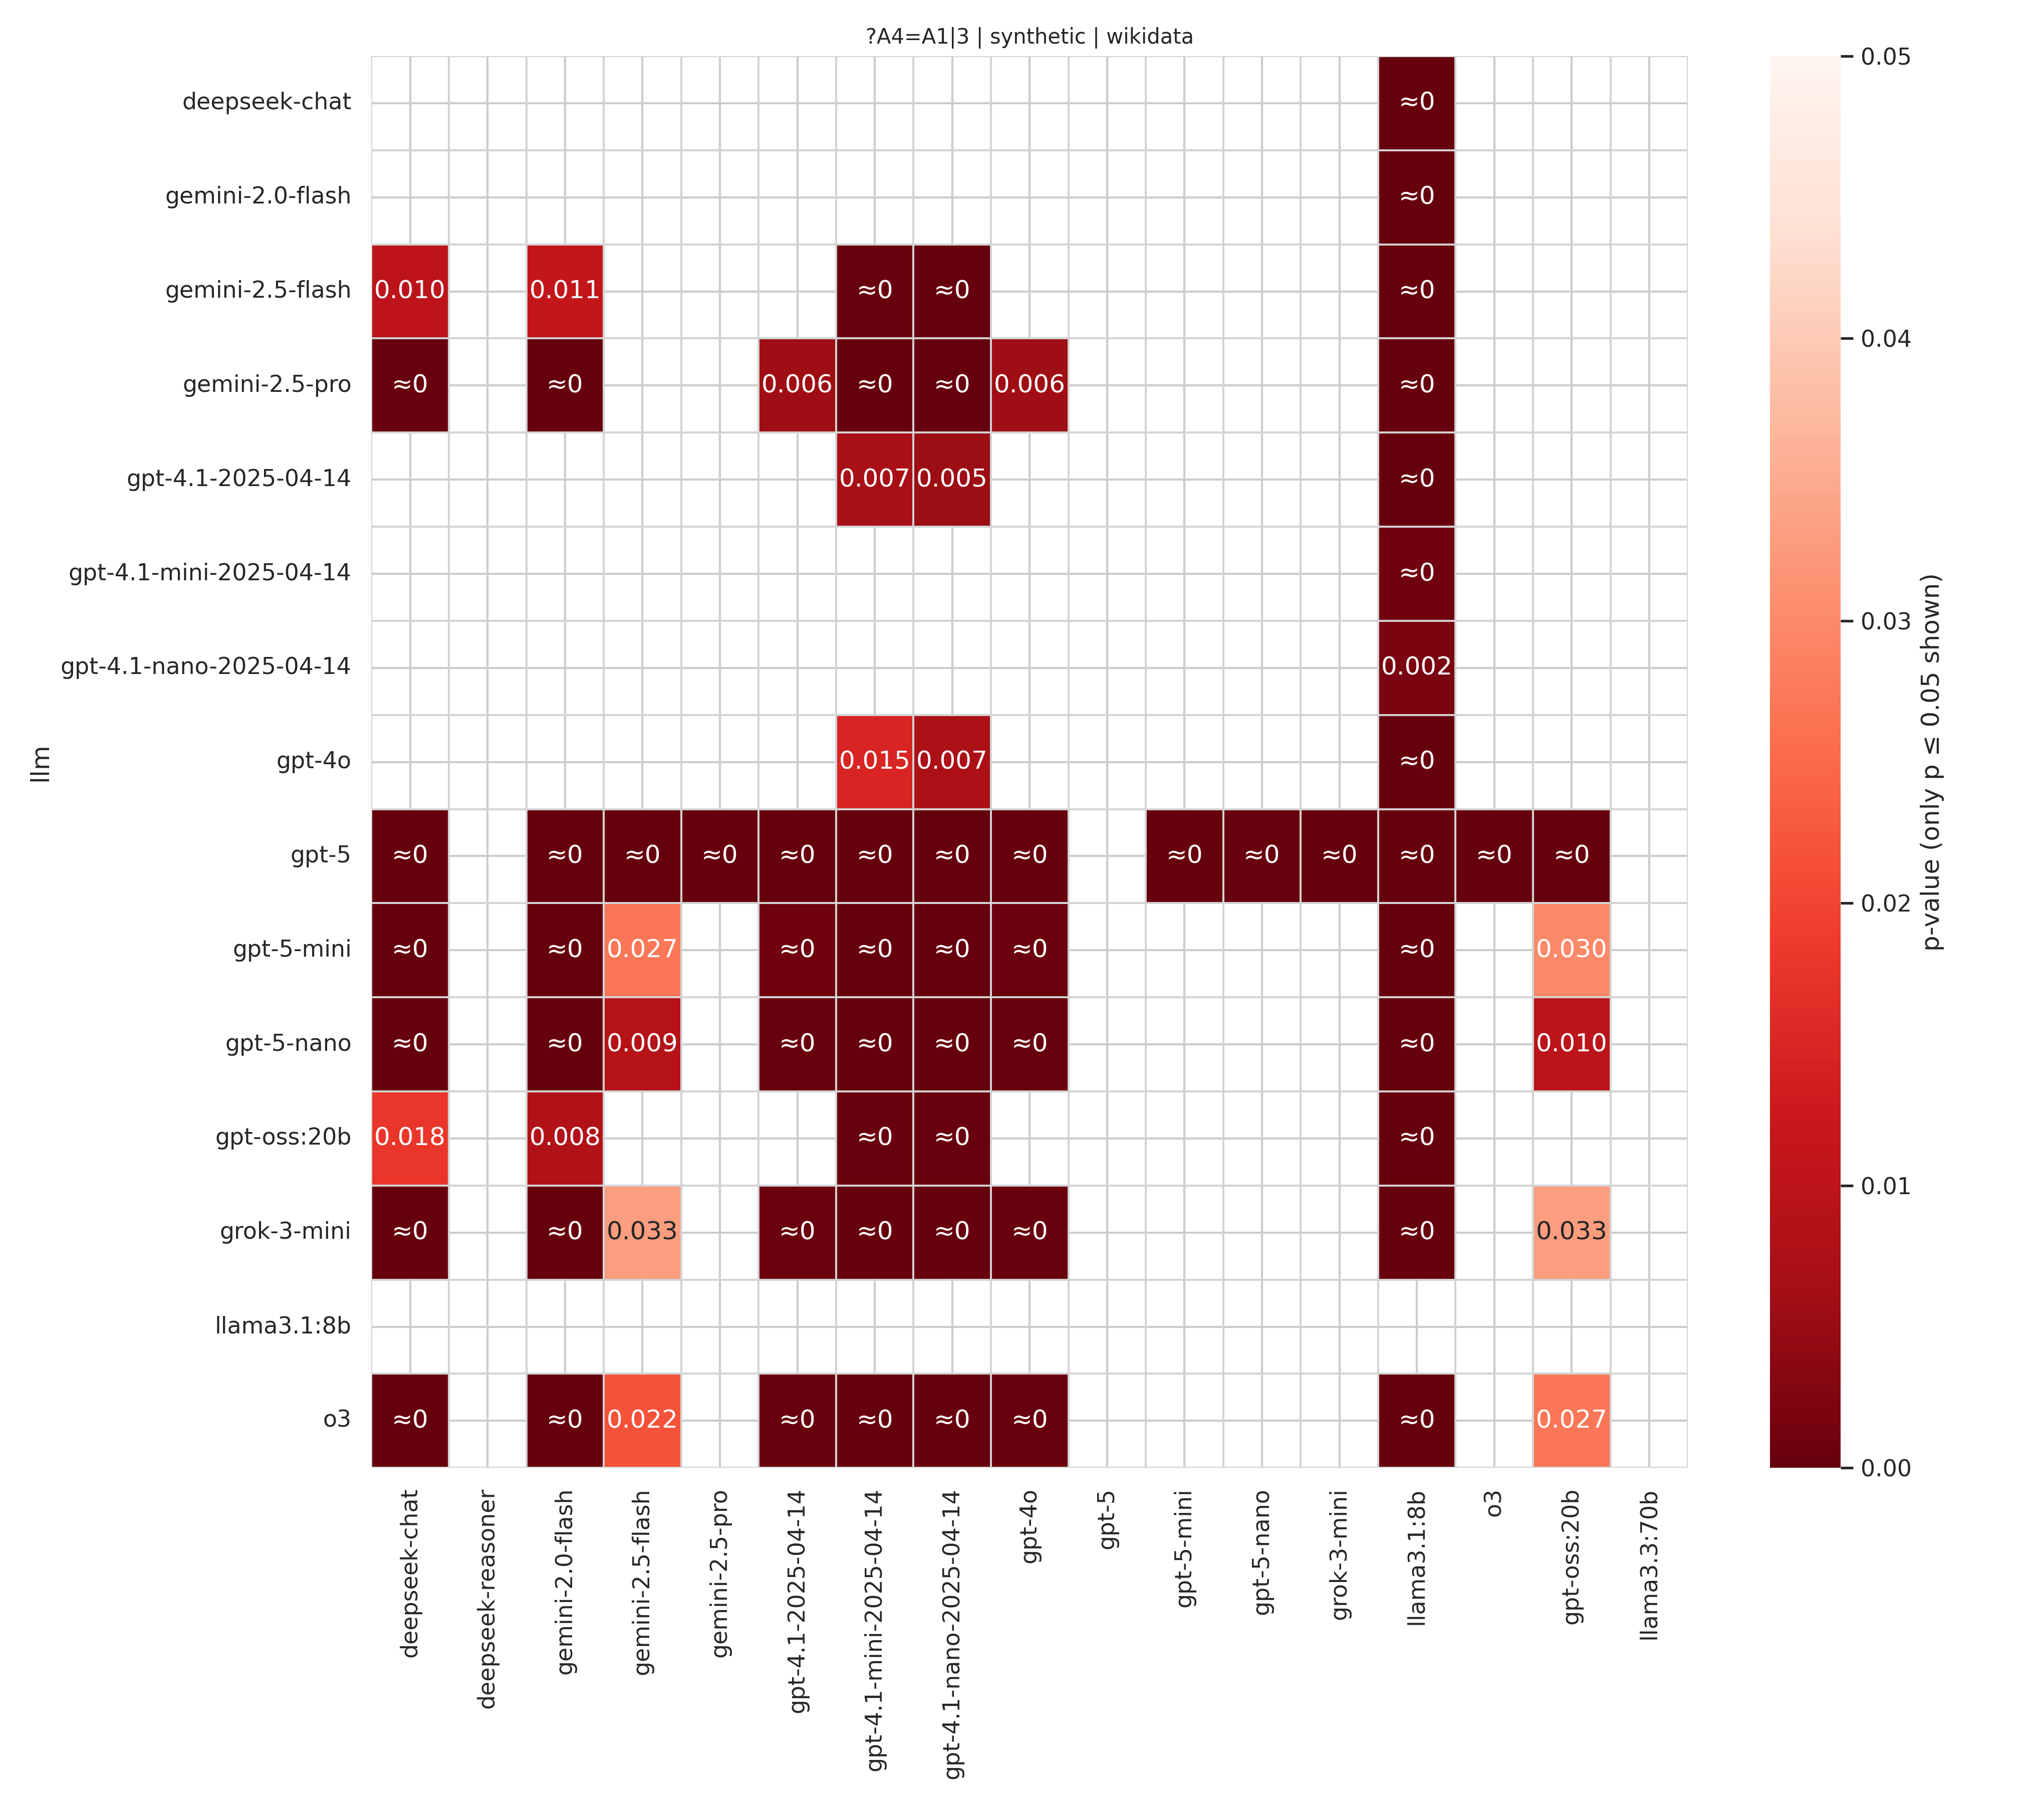 ?A4=A1|3 | synthetic | wikidata
deepseek-chat ≈0
gemini-2.0-flash ≈0
gemini-2.5-flash 0.010 0.011 ≈0 ≈0 ≈0
gemini-2.5-pro ≈0 ≈0 0.006 ≈0 ≈0 0.006 ≈0
gpt-4.1-2025-04-14 0.007 0.005 ≈0
gpt-4.1-mini-2025-04-14 ≈0
gpt-4.1-nano-2025-04-14 0.002
gpt-4o 0.015 0.007 ≈0
gpt-5 ≈0 ≈0 ≈0 ≈0 ≈0 ≈0 ≈0 ≈0 ≈0 ≈0 ≈0 ≈0 ≈0 ≈0
gpt-5-mini ≈0 ≈0 0.027 ≈0 ≈0 ≈0 ≈0 ≈0 0.030
gpt-5-nano ≈0 ≈0 0.009 ≈0 ≈0 ≈0 ≈0 ≈0 0.010
gpt-oss:20b 0.018 0.008 ≈0 ≈0 ≈0
grok-3-mini ≈0 ≈0 0.033 ≈0 ≈0 ≈0 ≈0 ≈0 0.033
llama3.1:8b
o3 ≈0 ≈0 0.022 ≈0 ≈0 ≈0 ≈0 ≈0 0.027
llm
deepseek-chat
deepseek-reasoner
gemini-2.0-flash
gemini-2.5-flash
gemini-2.5-pro
gpt-4.1-2025-04-14
gpt-4.1-mini-2025-04-14
gpt-4.1-nano-2025-04-14
gpt-4o
gpt-5
gpt-5-mini
gpt-5-nano
grok-3-mini
llama3.1:8b
o3
gpt-oss:20b
llama3.3:70b
0.05
0.04
0.03
0.02
0.01
0.00
p-value (only p ≤ 0.05 shown)